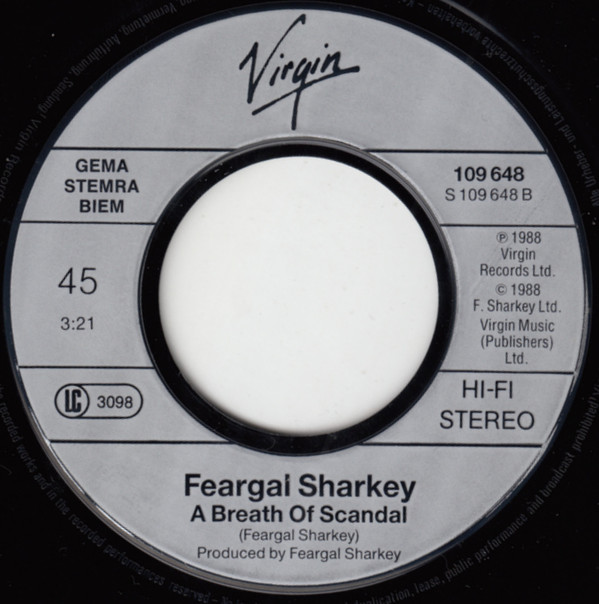 Virgin
GEMA
STEMRA
BIEM
109 648
S 109 648 B
45
3:21
℗ 1988
Virgin
Records Ltd.
© 1988
F. Sharkey Ltd.
Virgin Music
(Publishers)
Ltd.
LC 3098
HI-FI
STEREO
Feargal Sharkey
A Breath Of Scandal
(Feargal Sharkey)
Produced by Feargal Sharkey